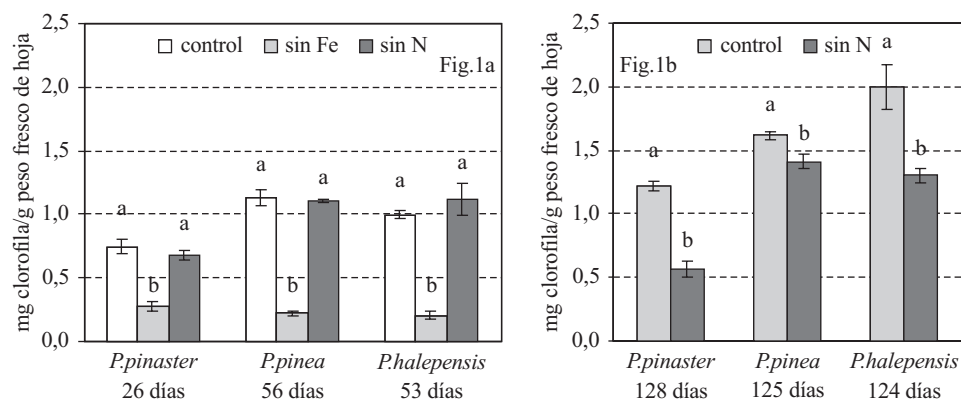 mg clorofila/g peso fresco de hoja
2,5
2,0
1,5
1,0
0,5
0,0
control
sin Fe
sin N
Fig.1a
a
b
a
a
b
a
a
b
a
P.pinaster
P.pinea
P.halepensis
26 días
56 días
53 días
mg clorofila/g peso fresco de hoja
2,5
2,0
1,5
1,0
0,5
0,0
control
sin N
Fig.1b
a
b
a
b
a
b
P.pinaster
P.pinea
P.halepensis
128 días
125 días
124 días